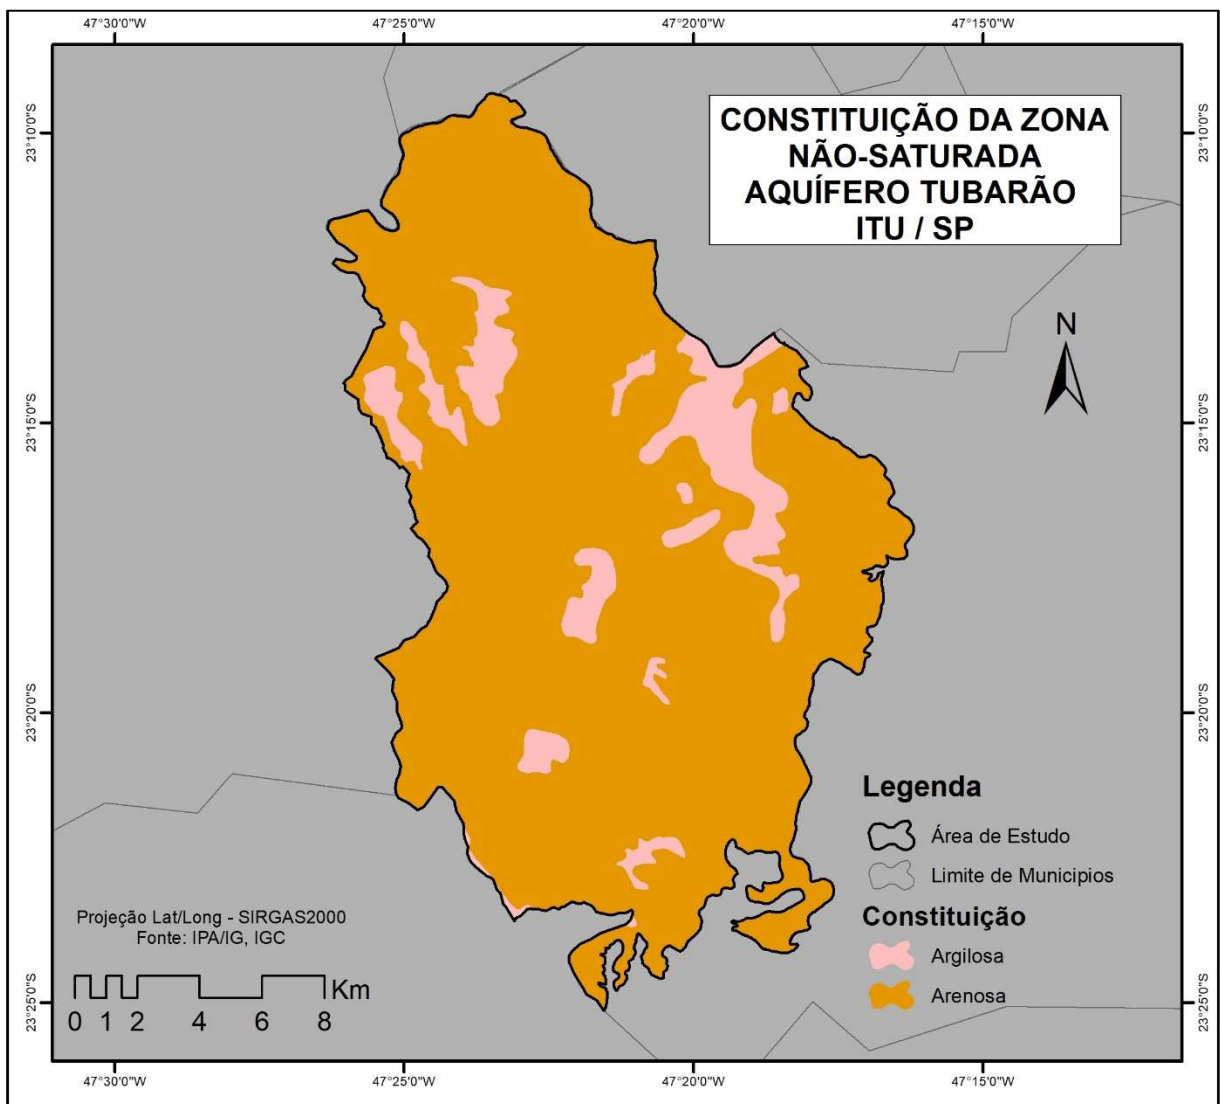 47°30'0"W 47°25'0"W 47°20'0"W 47°15'0"W
CONSTITUIÇÃO DA ZONA
NÃO-SATURADA
AQUÍFERO TUBARÃO
ITU / SP
23°10'0"S 23°10'0"S
N
23°15'0"S 23°15'0"S
23°20'0"S 23°20'0"S
Legenda
Área de Estudo
Limite de Municipios
Constituição
Argilosa
Arenosa
Projeção Lat/Long - SIRGAS2000
Fonte: IPA/IG, IGC
Km
0 1 2 4 6 8
23°25'0"S 23°25'0"S
47°30'0"W 47°25'0"W 47°20'0"W 47°15'0"W